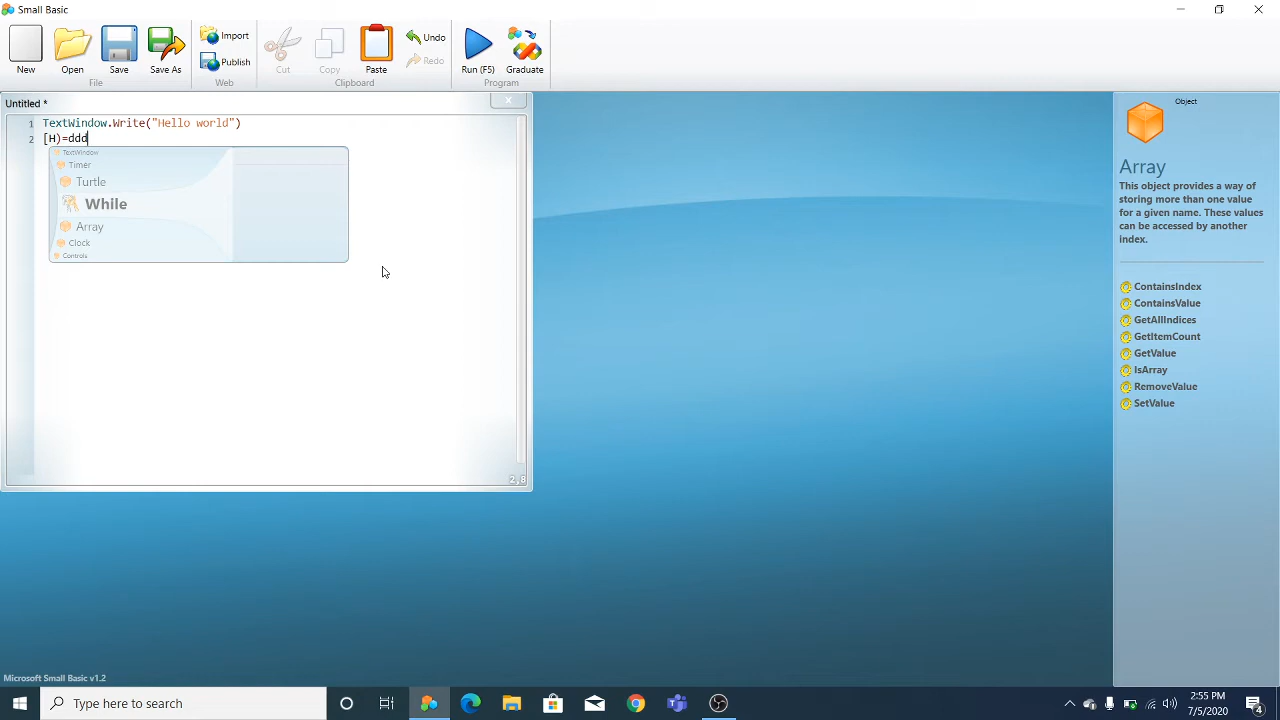 Small Basic
New
Open
Save
Save As
Import
Publish
Cut
Copy
Paste
Undo
Redo
Run (F5)
Graduate
File
Web
Clipboard
Program
Untitled *
1 TextWindow.Write("Hello world")
2 [H)=ddd
TextWindow
Timer
Turtle
While
Array
Clock
Controls
2,8
Object
Array
This object provides a way of
storing more than one value
for a given name. These values
can be accessed by another
index.
ContainsIndex
ContainsValue
GetAllIndices
GetItemCount
GetValue
IsArray
RemoveValue
SetValue
Microsoft Small Basic v1.2
Type here to search
2:55 PM
7/5/2020
4